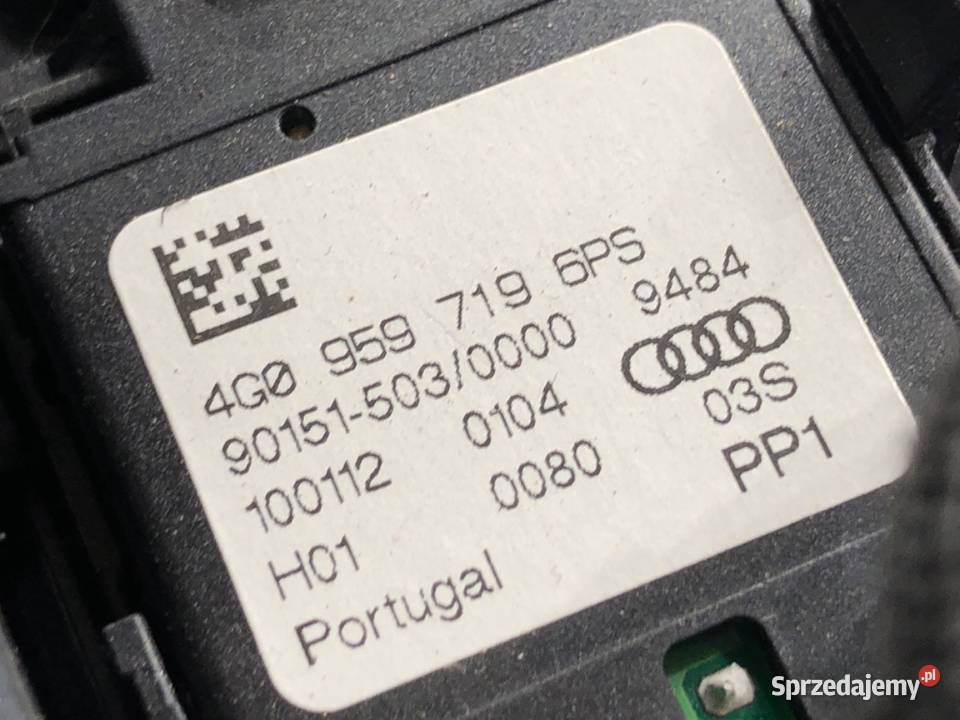 4G0 959 719 6PS
90151-503/0000 9484
100112 0104 03S
H01 0080 PP1
Portugal
Sprzedajemy.pl